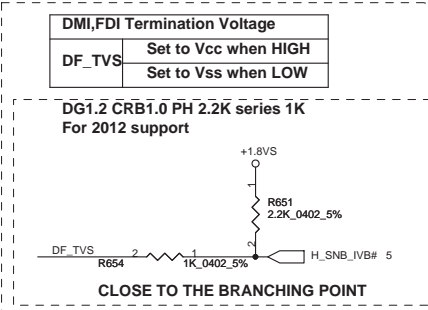 DMI,FDI Termination Voltage
DF_TVS
Set to Vcc when HIGH
Set to Vss when LOW
DG1.2 CRB1.0 PH 2.2K series 1K
For 2012 support
+1.8VS
1
R651
2.2K_0402_5%
2
DF_TVS 2 1 H_SNB_IVB# 5
R654 1K_0402_5%
CLOSE TO THE BRANCHING POINT